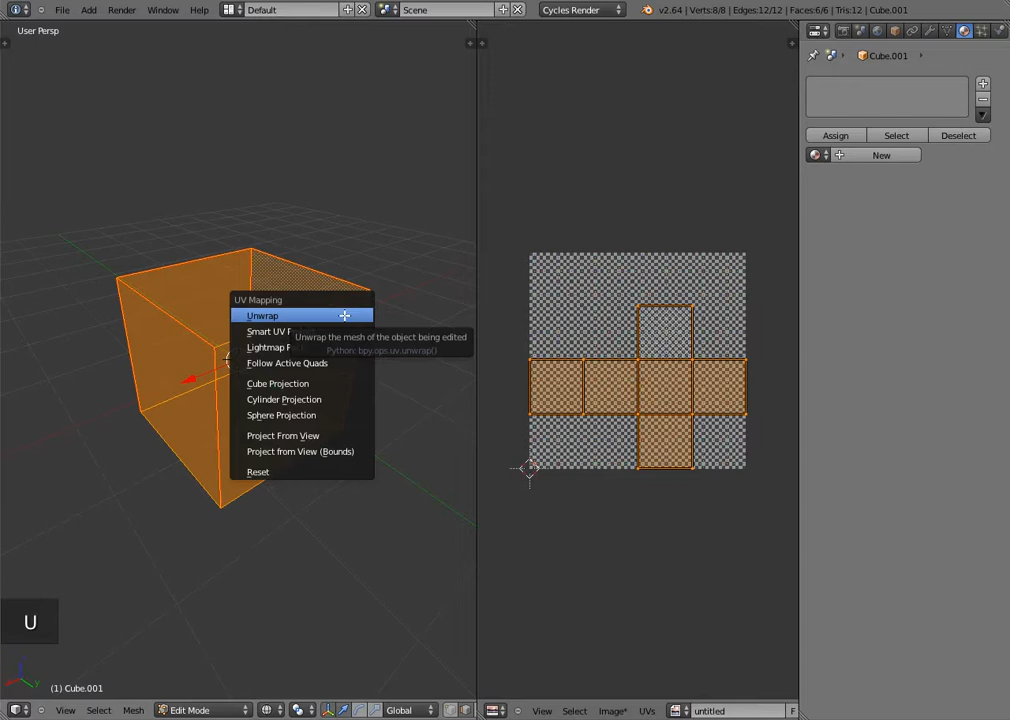 File Add Render Window Help Default Scene Cycles Render v2.64 | Verts:8/8 | Edges:12/12 | Faces:6/6 | Tris:12 | Cube.001
User Persp
Cube.001
Assign Select Deselect
New
UV Mapping
Unwrap
Smart UV
Unwrap the mesh of the object being edited
Python: bpy.ops.uv.unwrap()
Lightmap
Follow Active Quads
Cube Projection
Cylinder Projection
Sphere Projection
Project From View
Project from View (Bounds)
Reset
U
(1) Cube.001
View Select Mesh Edit Mode Global View Select Image* UVs untitled F